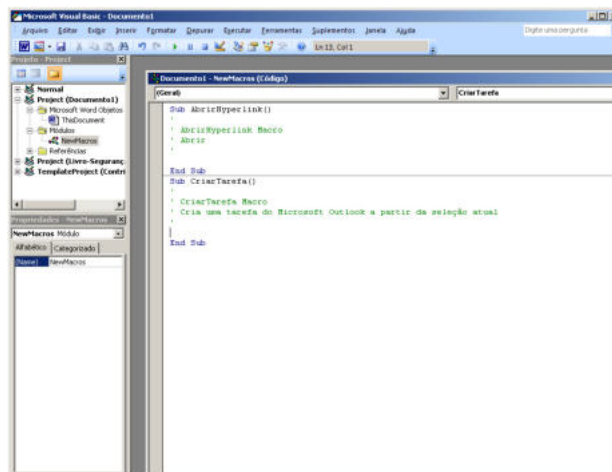 Microsoft Visual Basic - Documento1
Arquivo Editar Exibir Inserir Formatar Depurar Executar Ferramentas Suplementos Janela Ajuda
Digite uma pergunta
Ln 13, Col 1
Projeto - Project
Normal
Project (Documento1)
Microsoft Word Objetos
ThisDocument
Módulos
NewMacros
Referências
Project (Livro-Seguranç
TemplateProject (Contri
Propriedades - NewMacros
NewMacros Módulo
Alfabético Categorizado
(Name) NewMacros
Documento1 - NewMacros (Código)
(Geral) CriarTarefa
Sub AbrirHyperlink()
'
' AbrirHyperlink Macro
' Abrir
'
End Sub
Sub CriarTarefa()
'
' CriarTarefa Macro
' Cria uma tarefa do Microsoft Outlook a partir da seleção atual
'
End Sub